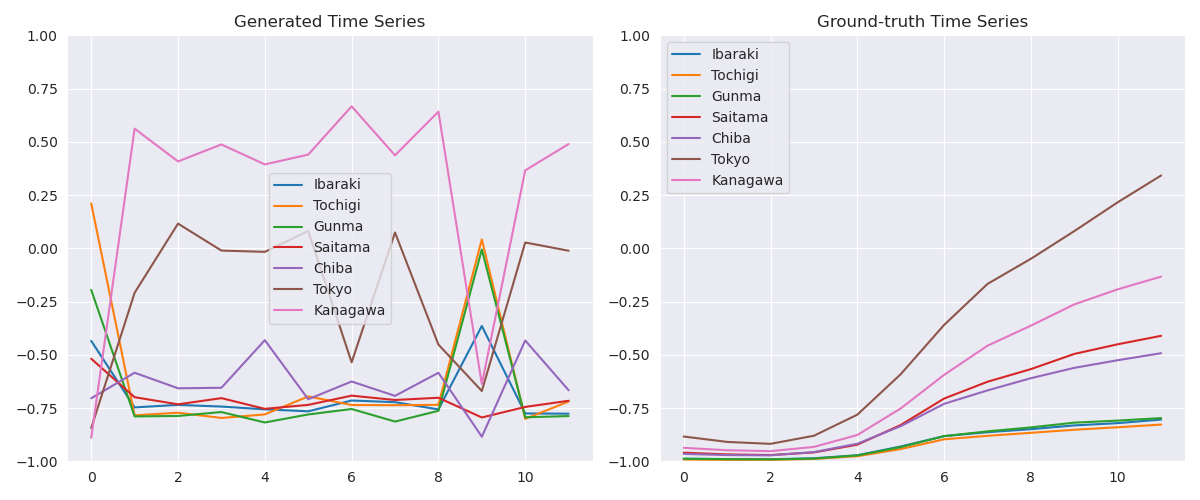 Generated Time Series
1.00
0.75
0.50
0.25
0.00
−0.25
−0.50
−0.75
−1.00
0
2
4
6
8
10
Ibaraki
Tochigi
Gunma
Saitama
Chiba
Tokyo
Kanagawa
Ground-truth Time Series
1.00
0.75
0.50
0.25
0.00
−0.25
−0.50
−0.75
−1.00
0
2
4
6
8
10
Ibaraki
Tochigi
Gunma
Saitama
Chiba
Tokyo
Kanagawa